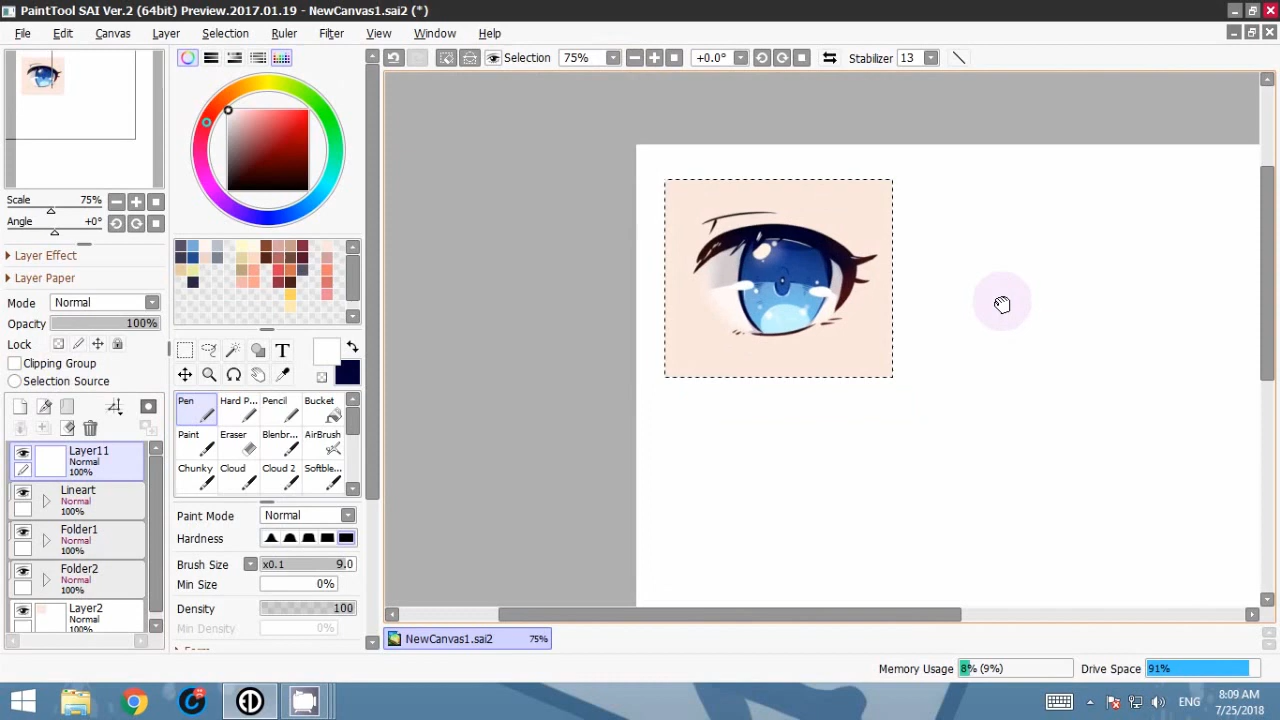 PaintTool SAI Ver.2 (64bit) Preview.2017.01.19 - NewCanvas1.sai2 (*)
File Edit Canvas Layer Selection Ruler Filter View Window Help
Selection 75% +0.0° Stabilizer 13
Scale 75%
Angle +0°
Layer Effect
Layer Paper
Mode Normal
Opacity 100%
Lock
Clipping Group
Selection Source
Layer11
Normal
100%
Lineart
Normal
100%
Folder1
Normal
100%
Folder2
Normal
100%
Layer2
Normal
100%
T
Pen Hard P... Pencil Bucket
Paint Eraser Blenbr... AirBrush
Chunky Cloud Cloud 2 Softble...
Paint Mode Normal
Hardness
Brush Size x0.1 9.0
Min Size 0%
Density 100
Min Density 0%
NewCanvas1.sai2 75%
Memory Usage 8% (9%) Drive Space 91%
ENG
8:09 AM
7/25/2018